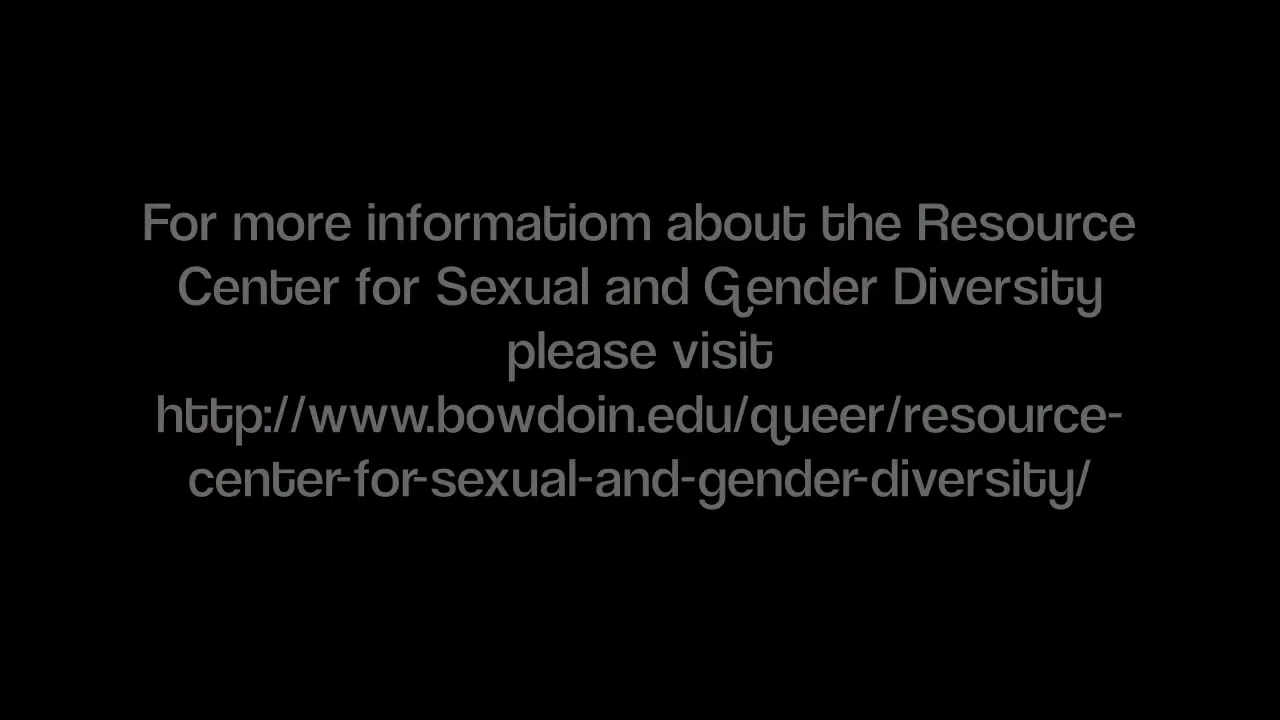 For more informatiom about the Resource
Center for Sexual and Gender Diversity
please visit
http://www.bowdoin.edu/queer/resource-
center-for-sexual-and-gender-diversity/